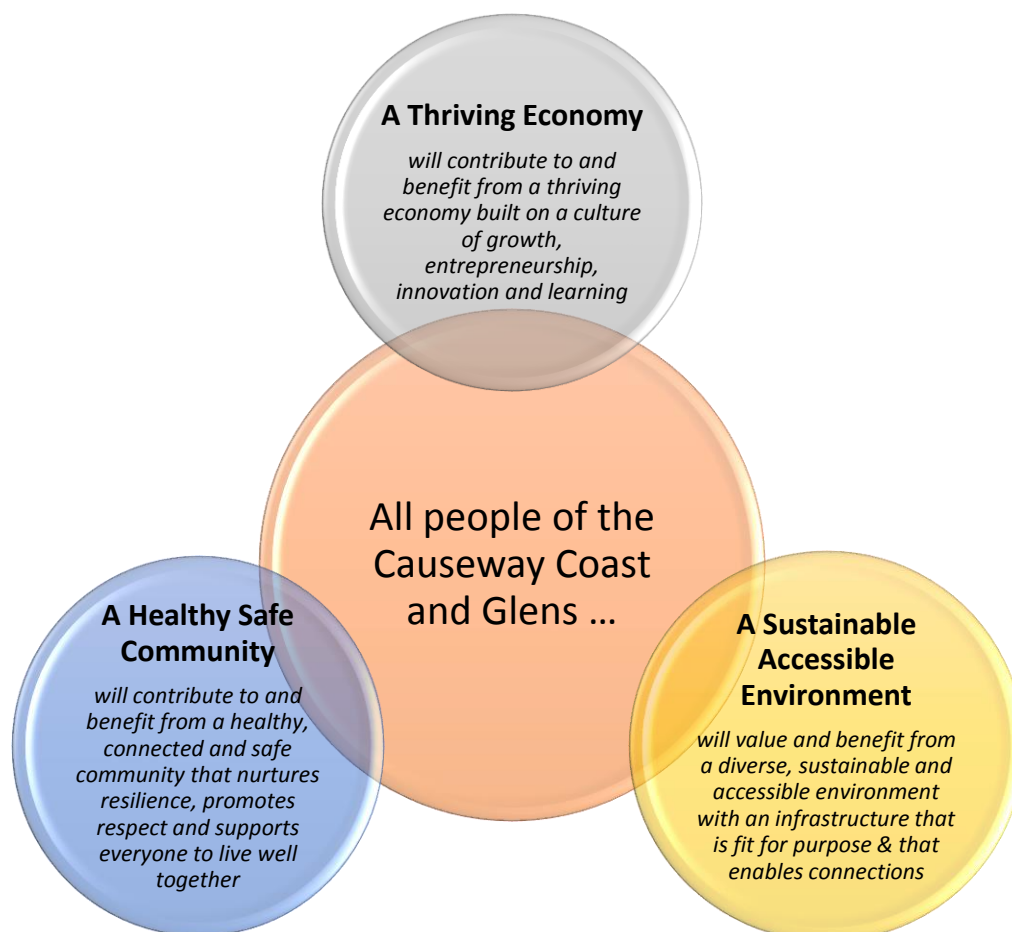 A Thriving Economy
will contribute to and
benefit from a thriving
economy built on a culture
of growth,
entrepreneurship,
innovation and learning
All people of the
Causeway Coast
and Glens ...
A Healthy Safe
Community
will contribute to and
benefit from a healthy,
connected and safe
community that nurtures
resilience, promotes
respect and supports
everyone to live well
together
A Sustainable
Accessible
Environment
will value and benefit from
a diverse, sustainable and
accessible environment
with an infrastructure that
is fit for purpose & that
enables connections